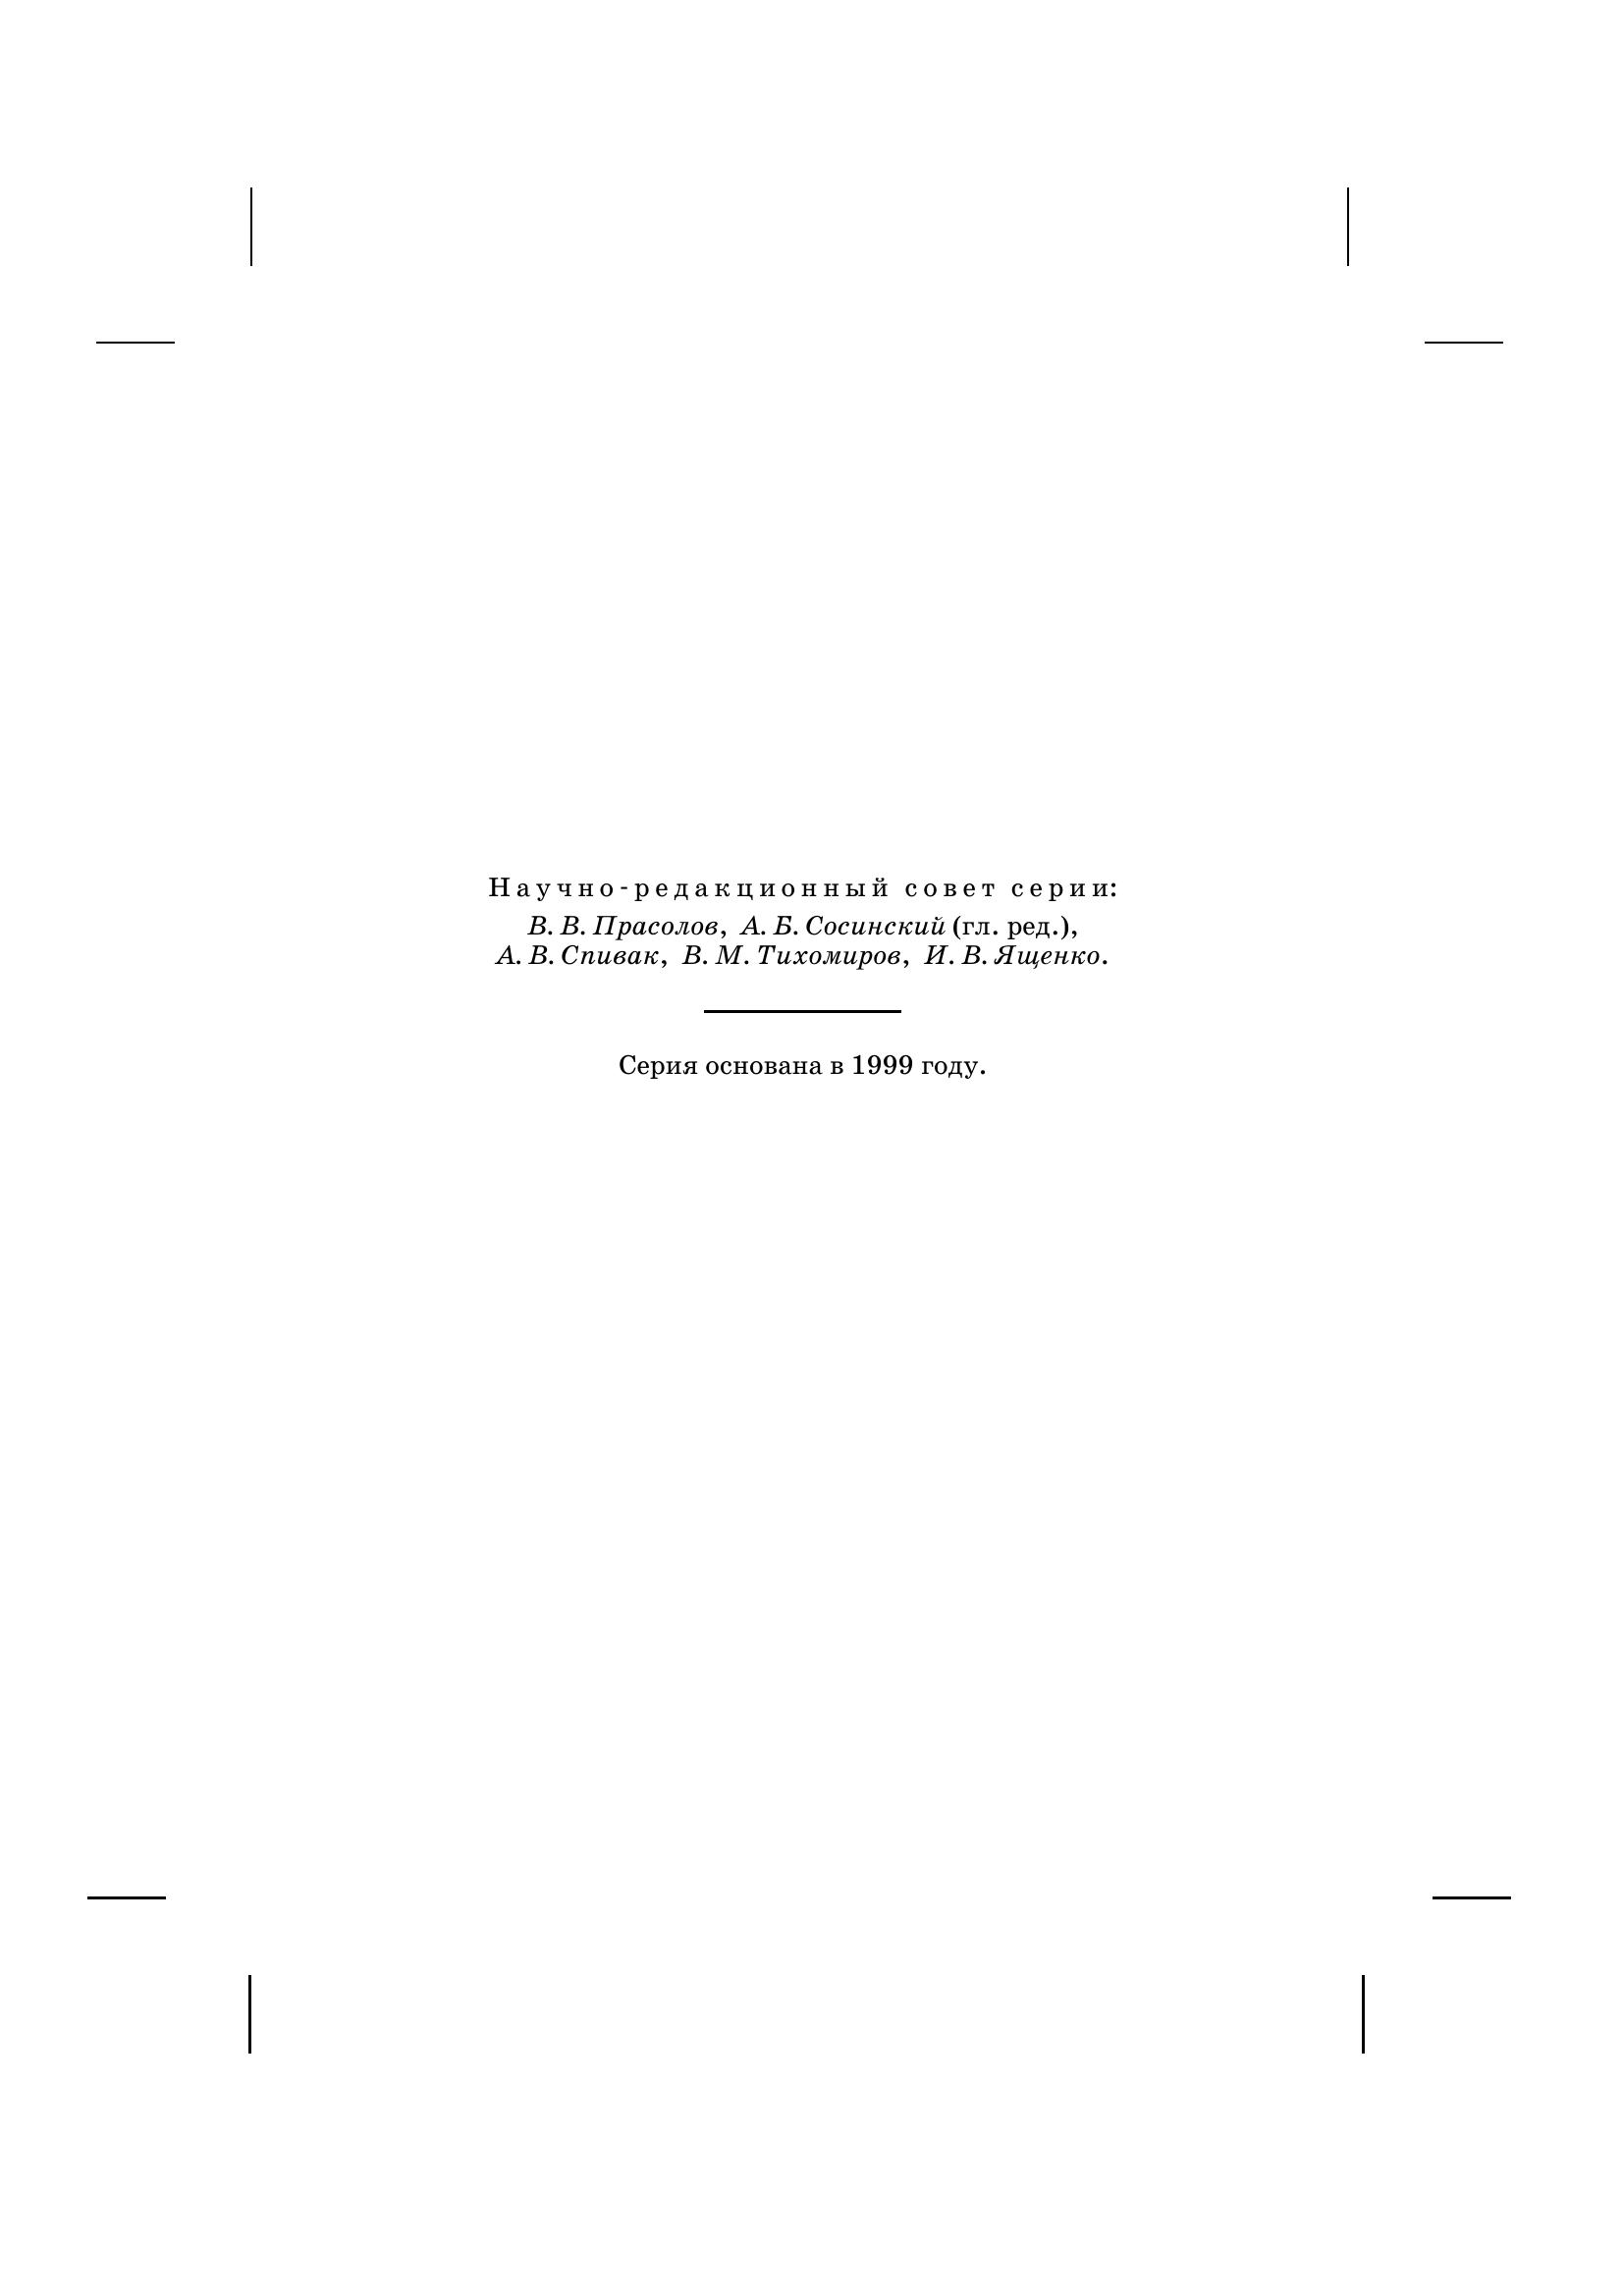 Научно-редакционный совет серии:
В. В. Прасолов, А. Б. Сосинский (гл. ред.),
А. В. Спивак, В. М. Тихомиров, И. В. Ященко.
Серия основана в 1999 году.